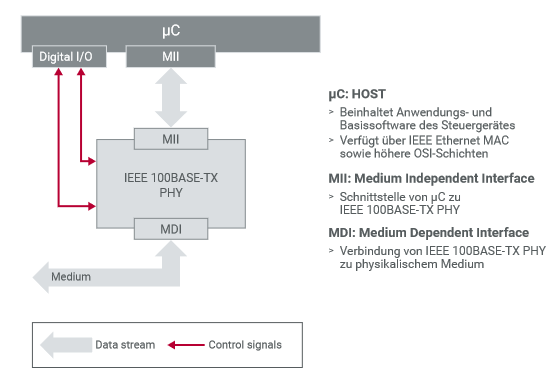 µC
Digital I/O
MII
MII
IEEE 100BASE-TX
PHY
MDI
Medium
µC: HOST
> Beinhaltet Anwendungs- und
Basissoftware des Steuergerätes
> Verfügt über IEEE Ethernet MAC
sowie höhere OSI-Schichten
MII: Medium Independent Interface
> Schnittstelle von µC zu
IEEE 100BASE-TX PHY
MDI: Medium Dependent Interface
> Verbindung von IEEE 100BASE-TX PHY
zu physikalischem Medium
Data stream
Control signals